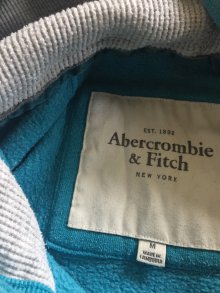 EST. 1892
Abercrombie
& Fitch
NEW YORK
M
MADE IN
CAMBODIA